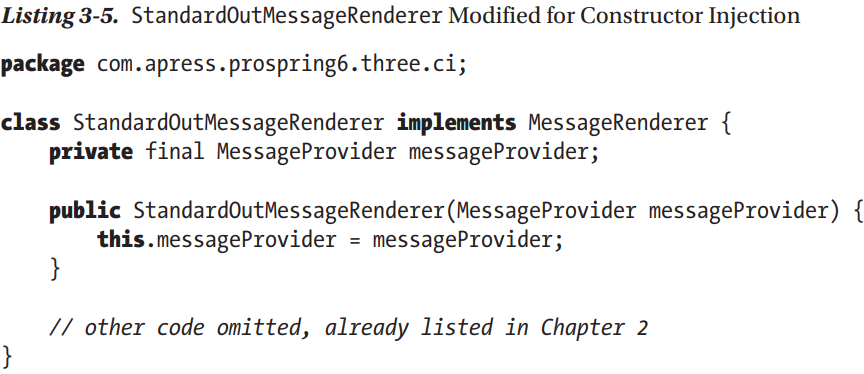 Listing 3-5. StandardOutMessageRenderer Modified for Constructor Injection
package com.apress.prospring6.three.ci;
class StandardOutMessageRenderer implements MessageRenderer {
    private final MessageProvider messageProvider;
    public StandardOutMessageRenderer(MessageProvider messageProvider) {
        this.messageProvider = messageProvider;
    }
    // other code omitted, already listed in Chapter 2
}